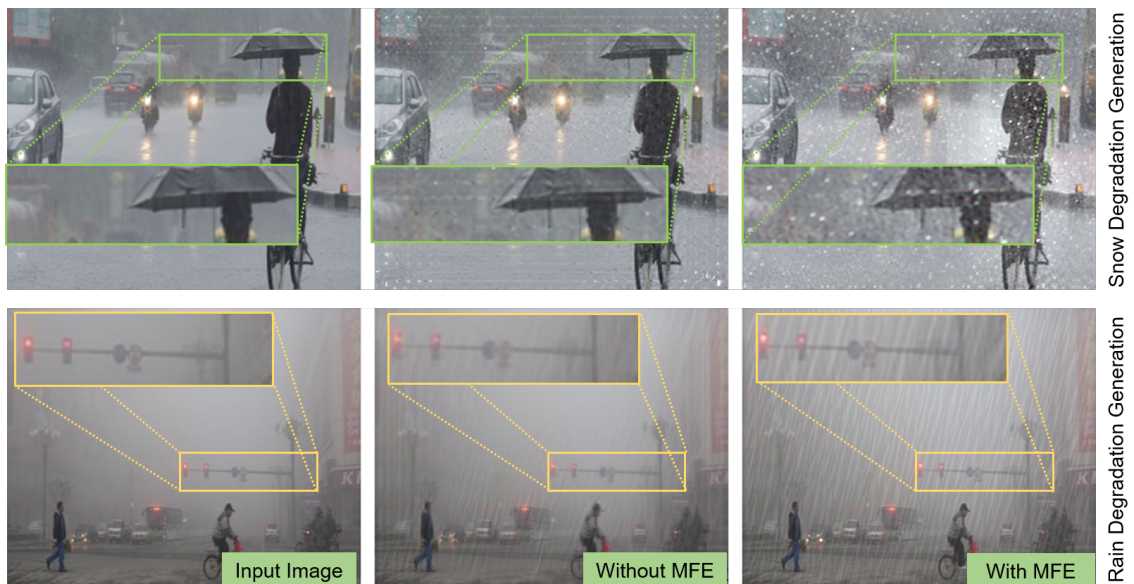 Snow Degradation Generation
Rain Degradation Generation
Input Image
Without MFE
With MFE